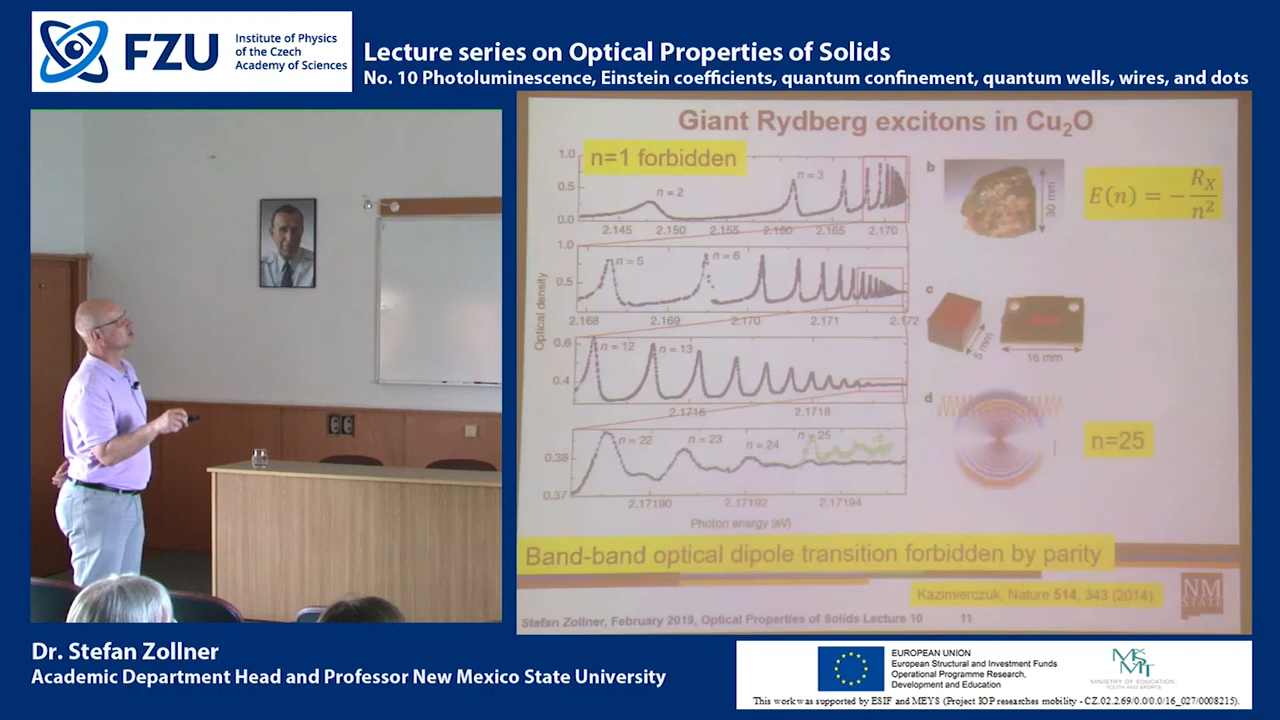 FZU
Institute of Physics
of the Czech
Academy of Sciences
Lecture series on Optical Properties of Solids
No. 10 Photoluminescence, Einstein coefficients, quantum confinement, quantum wells, wires, and dots
Giant Rydberg excitons in Cu₂O
n=1 forbidden
1.0
0.5
0.0
n = 2
n = 3
2.145 2.150 2.155 2.160 2.165 2.170
1.0
0.5
n = 5
n = 6
2.168 2.169 2.170 2.171 2.172
Optical density
0.6
0.4
n = 12
n = 13
2.1716 2.1718
0.38
0.37
n = 22
n = 23
n = 24
n = 25
2.17190 2.17192 2.17194
Photon energy (eV)
b
30 mm
E(n) = −R_X/n²
c
5 mm
16 mm
d
n=25
Band-band optical dipole transition forbidden by parity
Kazimierczuk, Nature 514, 343 (2014)
NM
STATE
Stefan Zollner, February 2019, Optical Properties of Solids Lecture 10 11
Dr. Stefan Zollner
Academic Department Head and Professor New Mexico State University
EUROPEAN UNION
European Structural and Investment Funds
Operational Programme Research,
Development and Education
MINISTRY OF EDUCATION,
YOUTH AND SPORTS
This work was supported by ESIF and MEYS (Project IOP researches mobility - CZ.02.2.69/0.0/0.0/16_027/0008215).